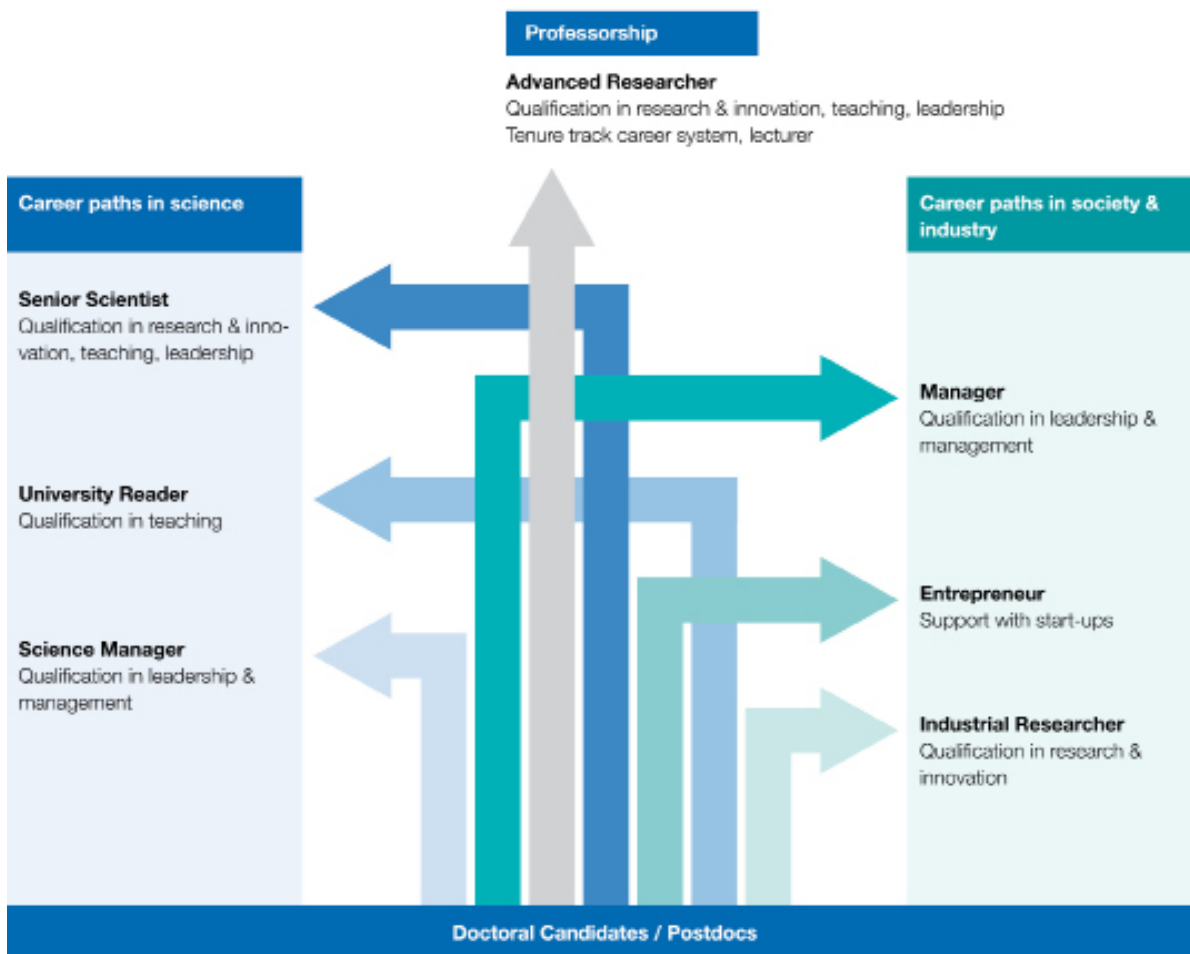 Professorship
Advanced Researcher
Qualification in research & innovation, teaching, leadership
Tenure track career system, lecturer
Career paths in science
Senior Scientist
Qualification in research & inno-
vation, teaching, leadership
University Reader
Qualification in teaching
Science Manager
Qualification in leadership &
management
Career paths in society &
industry
Manager
Qualification in leadership &
management
Entrepreneur
Support with start-ups
Industrial Researcher
Qualification in research &
innovation
Doctoral Candidates / Postdocs